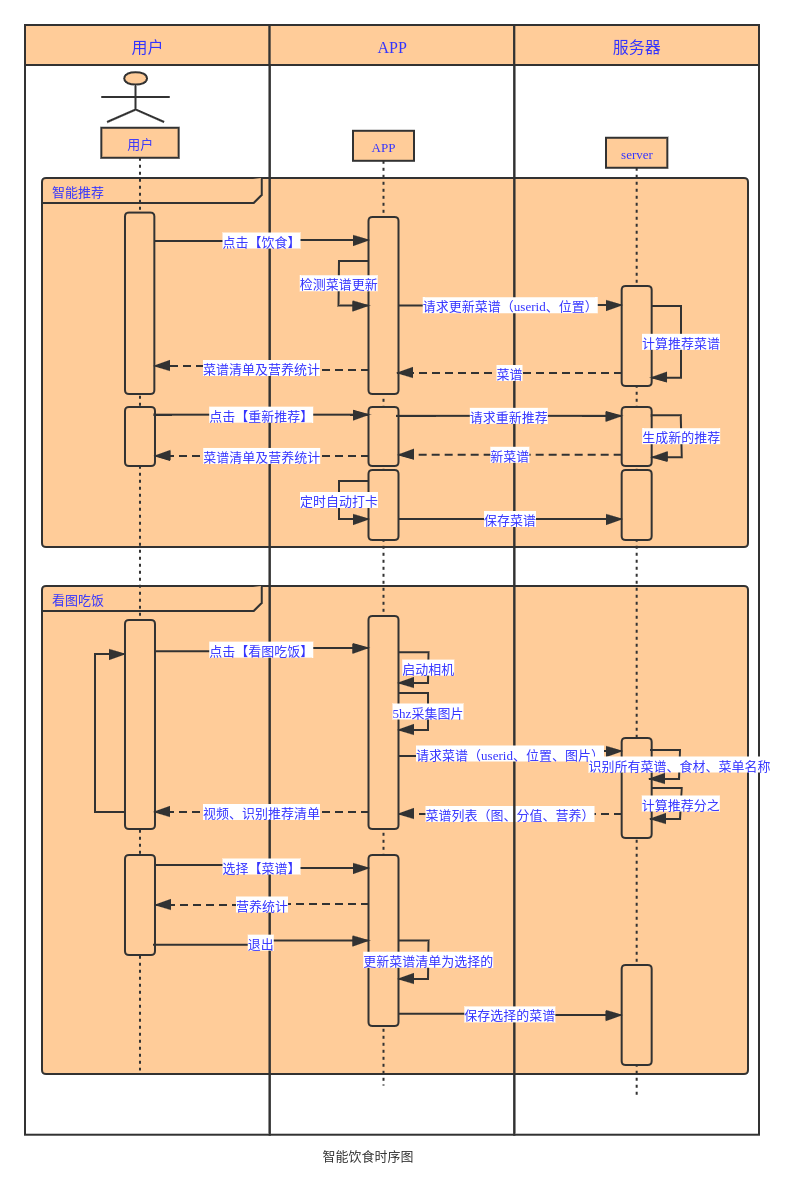 用户
APP
服务器
用户
APP
server
智能推荐
点击【饮食】
检测菜谱更新
请求更新菜谱（userid、位置）
计算推荐菜谱
菜谱清单及营养统计
菜谱
点击【重新推荐】
请求重新推荐
生成新的推荐
菜谱清单及营养统计
新菜谱
定时自动打卡
保存菜谱
看图吃饭
点击【看图吃饭】
启动相机
5hz采集图片
请求菜谱（userid、位置、图片）
识别所有菜谱、食材、菜单名称
计算推荐分之
视频、识别推荐清单
菜谱列表（图、分值、营养）
选择【菜谱】
营养统计
退出
更新菜谱清单为选择的
保存选择的菜谱
智能饮食时序图